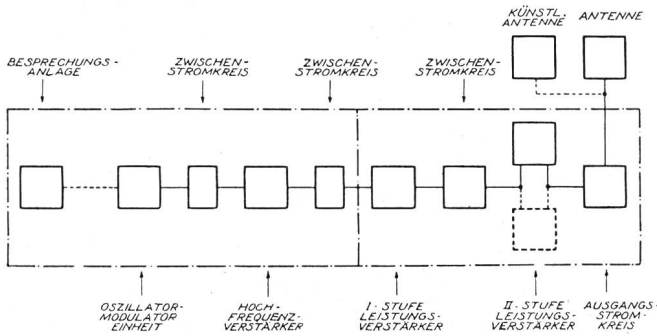 KÜNSTL.
ANTENNE
ANTENNE
BESPRECHUNGS-
ANLAGE
ZWISCHEN-
STROMKREIS
ZWISCHEN-
STROMKREIS
ZWISCHEN-
STROMKREIS
OSZILLATOR-
MODULATOR
EINHEIT
HOCH-
FREQUENZ-
VERSTÄRKER
I·STUFE
LEISTUNGS-
VERSTÄRKER
II·STUFE
LEISTUNGS-
VERSTÄRKER
AUSGANGS-
STROM-
KREIS